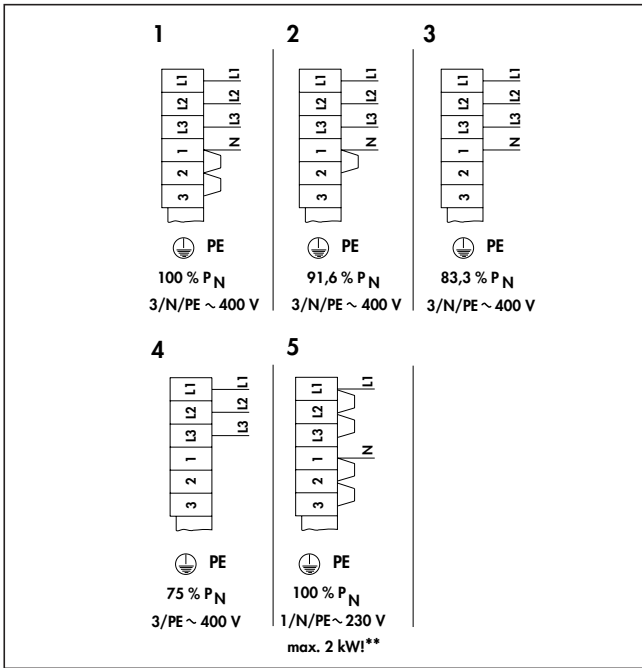 1
L1 L1
L2 L2
L3 L3
1 N
2
3
PE
100 % PN
3/N/PE ~ 400 V
2
L1 L1
L2 L2
L3 L3
1 N
2
3
PE
91,6 % PN
3/N/PE ~ 400 V
3
L1 L1
L2 L2
L3 L3
1 N
2
3
PE
83,3 % PN
3/N/PE ~ 400 V
4
L1 L1
L2 L2
L3 L3
1
2
3
PE
75 % PN
3/PE ~ 400 V
5
L1 L1
L2
L3
1 N
2
3
PE
100 % PN
1/N/PE~ 230 V
max. 2 kW!**